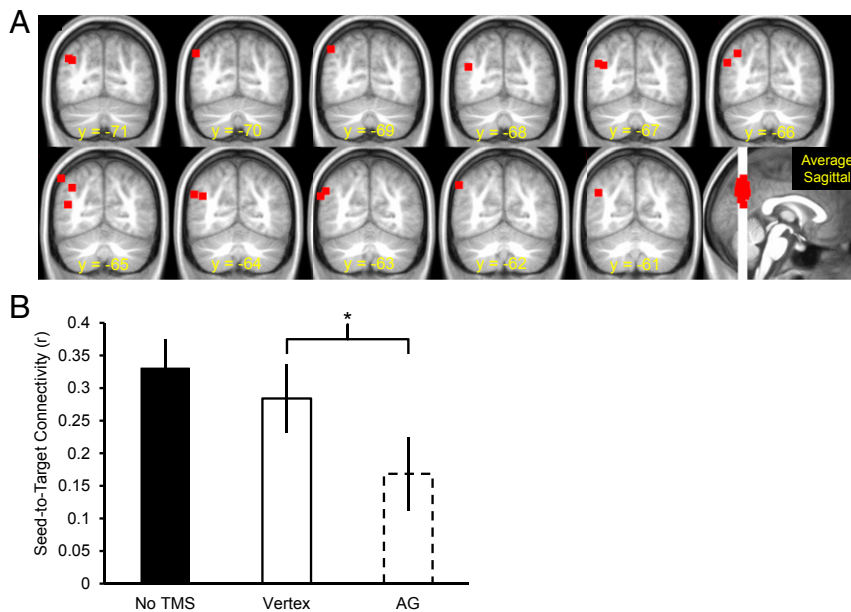 A
y = -71
y = -70
y = -69
y = -68
y = -67
y = -66
Average
Sagittal
y = -65
y = -64
y = -63
y = -62
y = -61
B
*
0.4
0.35
0.3
0.25
0.2
0.15
0.1
0.05
0
Seed-to-Target Connectivity (r)
No TMS
Vertex
AG